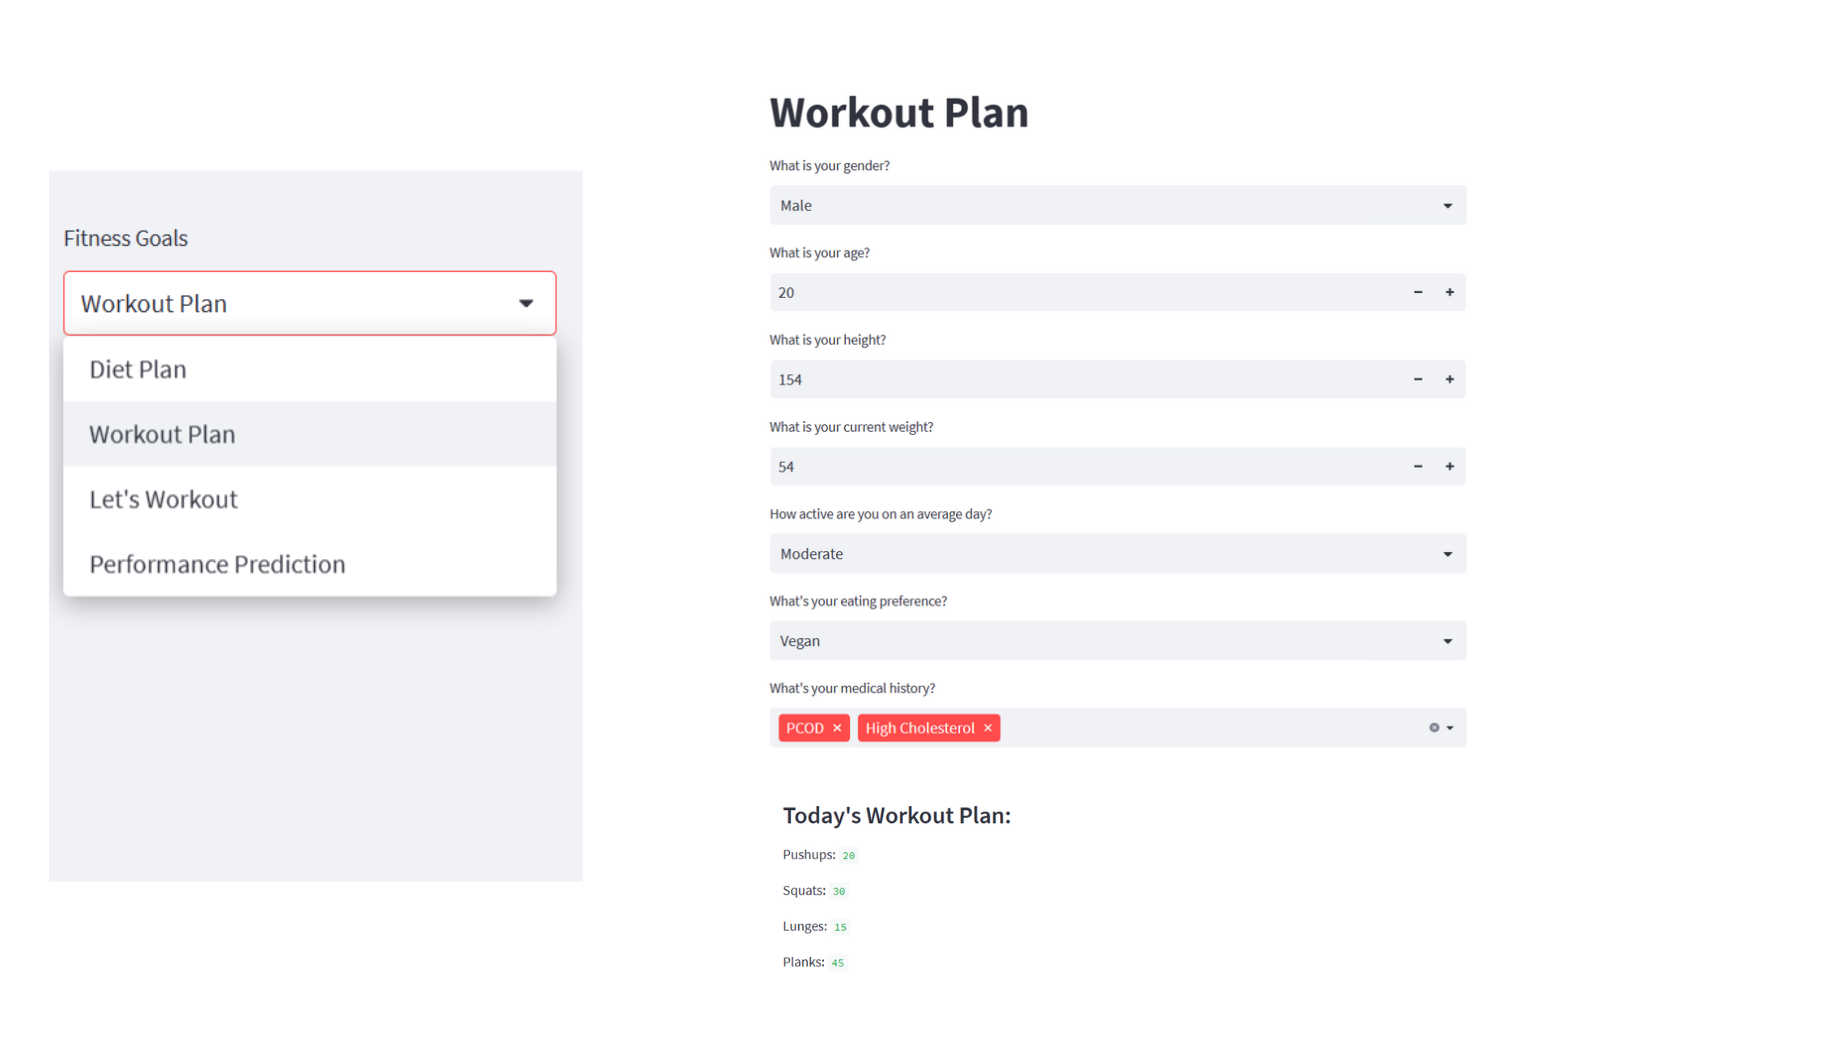 Fitness Goals
Workout Plan
Diet Plan
Workout Plan
Let's Workout
Performance Prediction
Workout Plan
What is your gender?
Male
What is your age?
20
What is your height?
154
What is your current weight?
54
How active are you on an average day?
Moderate
What's your eating preference?
Vegan
What's your medical history?
PCOD × High Cholesterol ×
Today's Workout Plan:
Pushups: 20
Squats: 30
Lunges: 15
Planks: 45